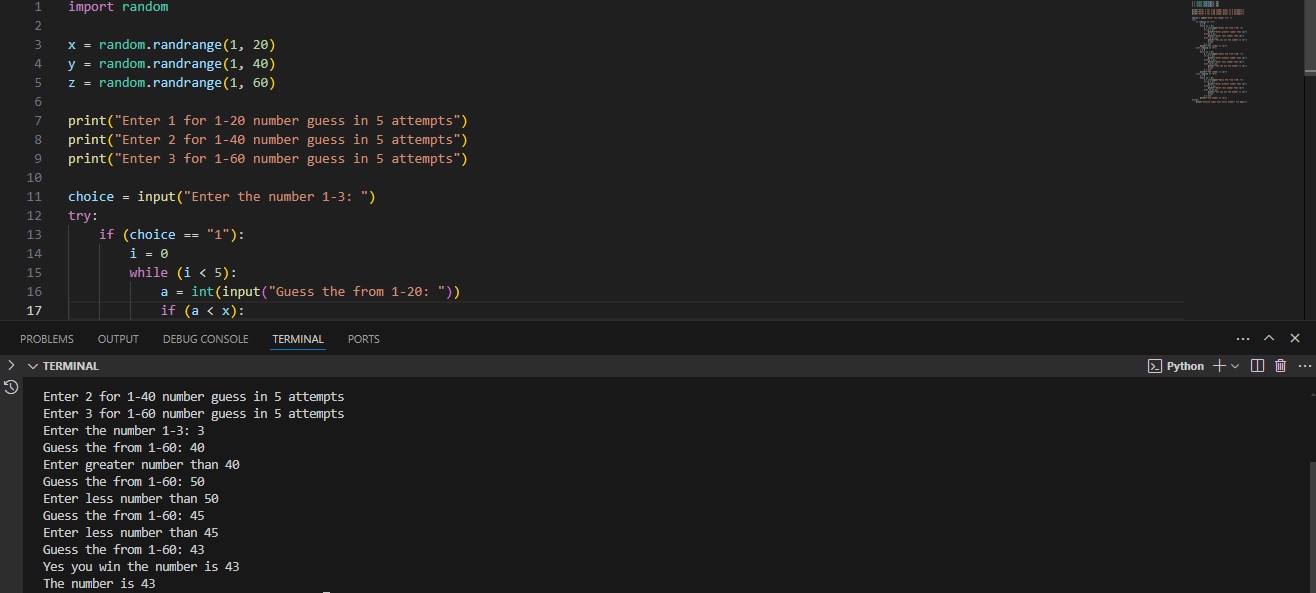 1 import random
2
3 x = random.randrange(1, 20)
4 y = random.randrange(1, 40)
5 z = random.randrange(1, 60)
6
7 print("Enter 1 for 1-20 number guess in 5 attempts")
8 print("Enter 2 for 1-40 number guess in 5 attempts")
9 print("Enter 3 for 1-60 number guess in 5 attempts")
10
11 choice = input("Enter the number 1-3: ")
12 try:
13 if (choice == "1"):
14 i = 0
15 while (i < 5):
16 a = int(input("Guess the from 1-20: "))
17 if (a < x):
PROBLEMS OUTPUT DEBUG CONSOLE TERMINAL PORTS
TERMINAL Python
Enter 2 for 1-40 number guess in 5 attempts
Enter 3 for 1-60 number guess in 5 attempts
Enter the number 1-3: 3
Guess the from 1-60: 40
Enter greater number than 40
Guess the from 1-60: 50
Enter less number than 50
Guess the from 1-60: 45
Enter less number than 45
Guess the from 1-60: 43
Yes you win the number is 43
The number is 43